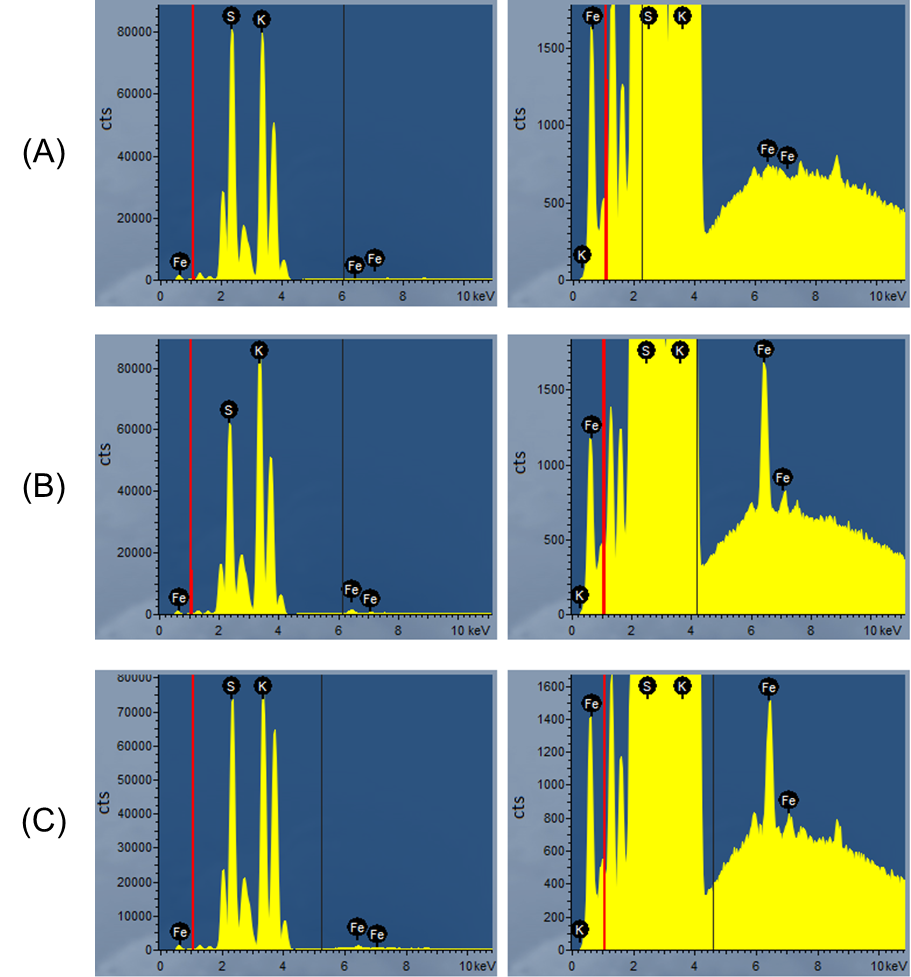 S K Fe K S K
80000 1500
60000 1000
cts cts
(A)
40000 Fe Fe
20000 500
Fe Fe Fe K
0 0
0 2 4 6 8 10 keV 0 2 4 6 8 10 keV
K S K Fe
80000 1500
S Fe
60000 1000
cts cts
(B)
40000 Fe
20000 500
Fe Fe Fe K
0 0
0 2 4 6 8 10 keV 0 2 4 6 8 10 keV
80000 S K Fe S K Fe
70000 1600
60000 1400
50000 1200
40000 1000
cts cts
(C)
30000 800 Fe
20000 600
10000 400
200
Fe Fe Fe K
0 0
0 2 4 6 8 10 keV 0 2 4 6 8 10 keV